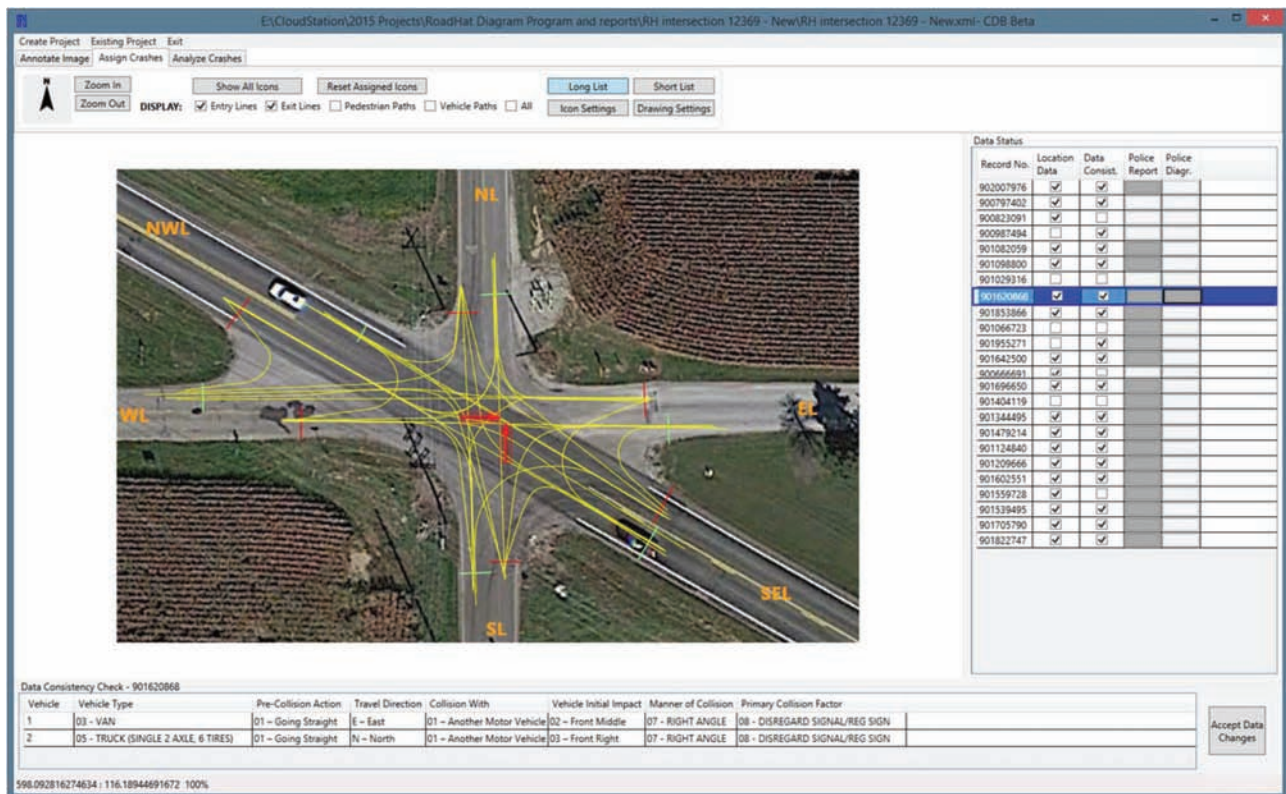 E:\CloudStation\2015 Projects\RoadHat Diagram Program and reports\RH intersection 12369 - New\RH intersection 12369 - New.xml- CDB Beta
Create Project Existing Project Exit
Annotate Image Assign Crashes Analyze Crashes
N
Zoom In Show All Icons Reset Assigned Icons Long List Short List
Zoom Out DISPLAY: Entry Lines Exit Lines Pedestrian Paths Vehicle Paths All Icon Settings Drawing Settings
Data Status
Record No. Location Data Data Consist. Police Report Police Diagr.
902007976
900797402
900823091
900987494
901082059
901098800
901029316
901620868
901853866
901066723
901955271
901642500
900666691
901696650
901404119
901344495
901479214
901124840
901209666
901602551
901559728
901539495
901705790
901822747
NL
NWL
WL
EL
SEL
SL
Data Consistency Check - 901620868
Vehicle Vehicle Type Pre-Collision Action Travel Direction Collision With Vehicle Initial Impact Manner of Collision Primary Collision Factor
1 03 - VAN 01 – Going Straight E – East 01 – Another Motor Vehicle 02 – Front Middle 07 - RIGHT ANGLE 08 - DISREGARD SIGNAL/REG SIGN
2 05 - TRUCK (SINGLE 2 AXLE, 6 TIRES) 01 – Going Straight N – North 01 – Another Motor Vehicle 03 – Front Right 07 - RIGHT ANGLE 08 - DISREGARD SIGNAL/REG SIGN
Accept Data
Changes
598.092816274634 : 116.18944691672 100%